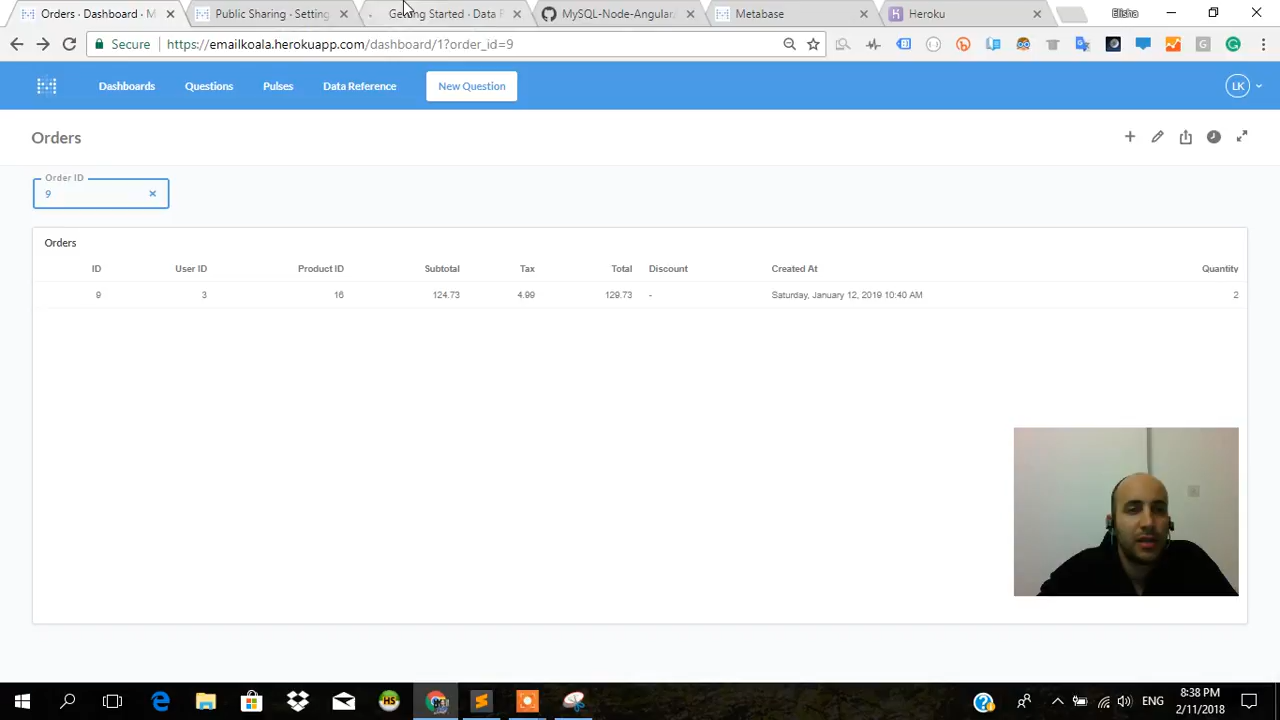 Orders · Dashboard · M
Public Sharing · Setting
Getting Started · Data R
MySQL-Node-Angular
Metabase
Heroku
Elisha
Secure
https://emailkoala.herokuapp.com/dashboard/1?order_id=9
Dashboards
Questions
Pulses
Data Reference
New Question
LK
Orders
Order ID
9
Orders
ID User ID Product ID Subtotal Tax Total Discount Created At Quantity
9 3 16 124.73 4.99 129.73 - Saturday, January 12, 2019 10:40 AM 2
HS
ENG
8:38 PM
2/11/2018